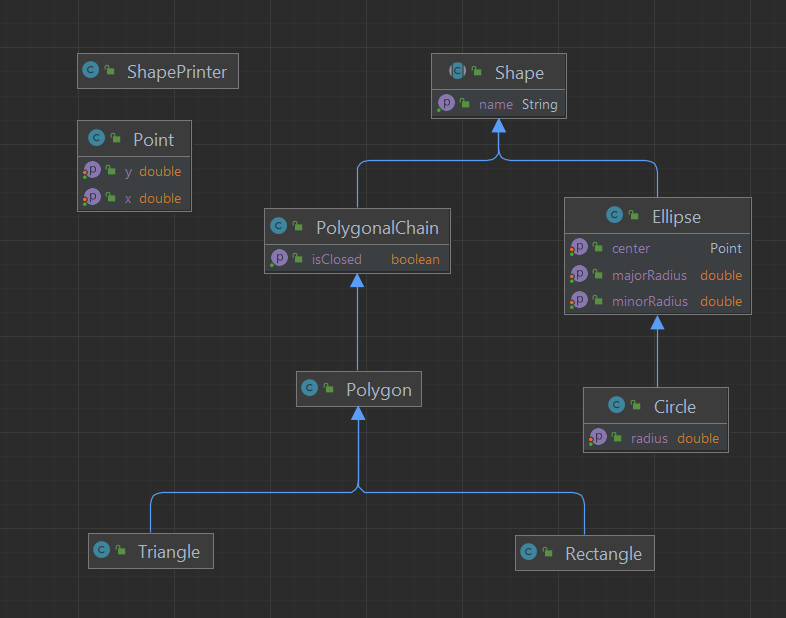 ShapePrinter
Point
y double
x double
Shape
name String
PolygonalChain
isClosed boolean
Ellipse
center Point
majorRadius double
minorRadius double
Polygon
Circle
radius double
Triangle
Rectangle